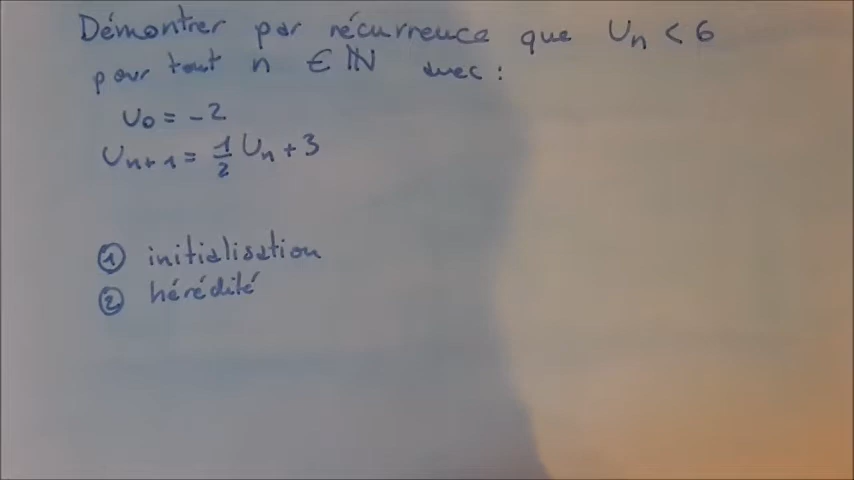 Démontrer par récurrence que Un < 6
pour tout n ∈ ℕ avec :
U0 = -2
Un+1 = 1/2 Un + 3
① initialisation
② hérédité